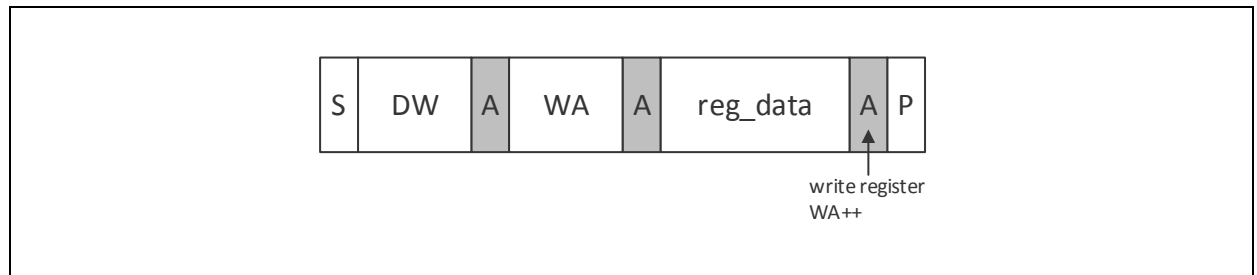 S DW A WA A reg_data A P
write register
WA++